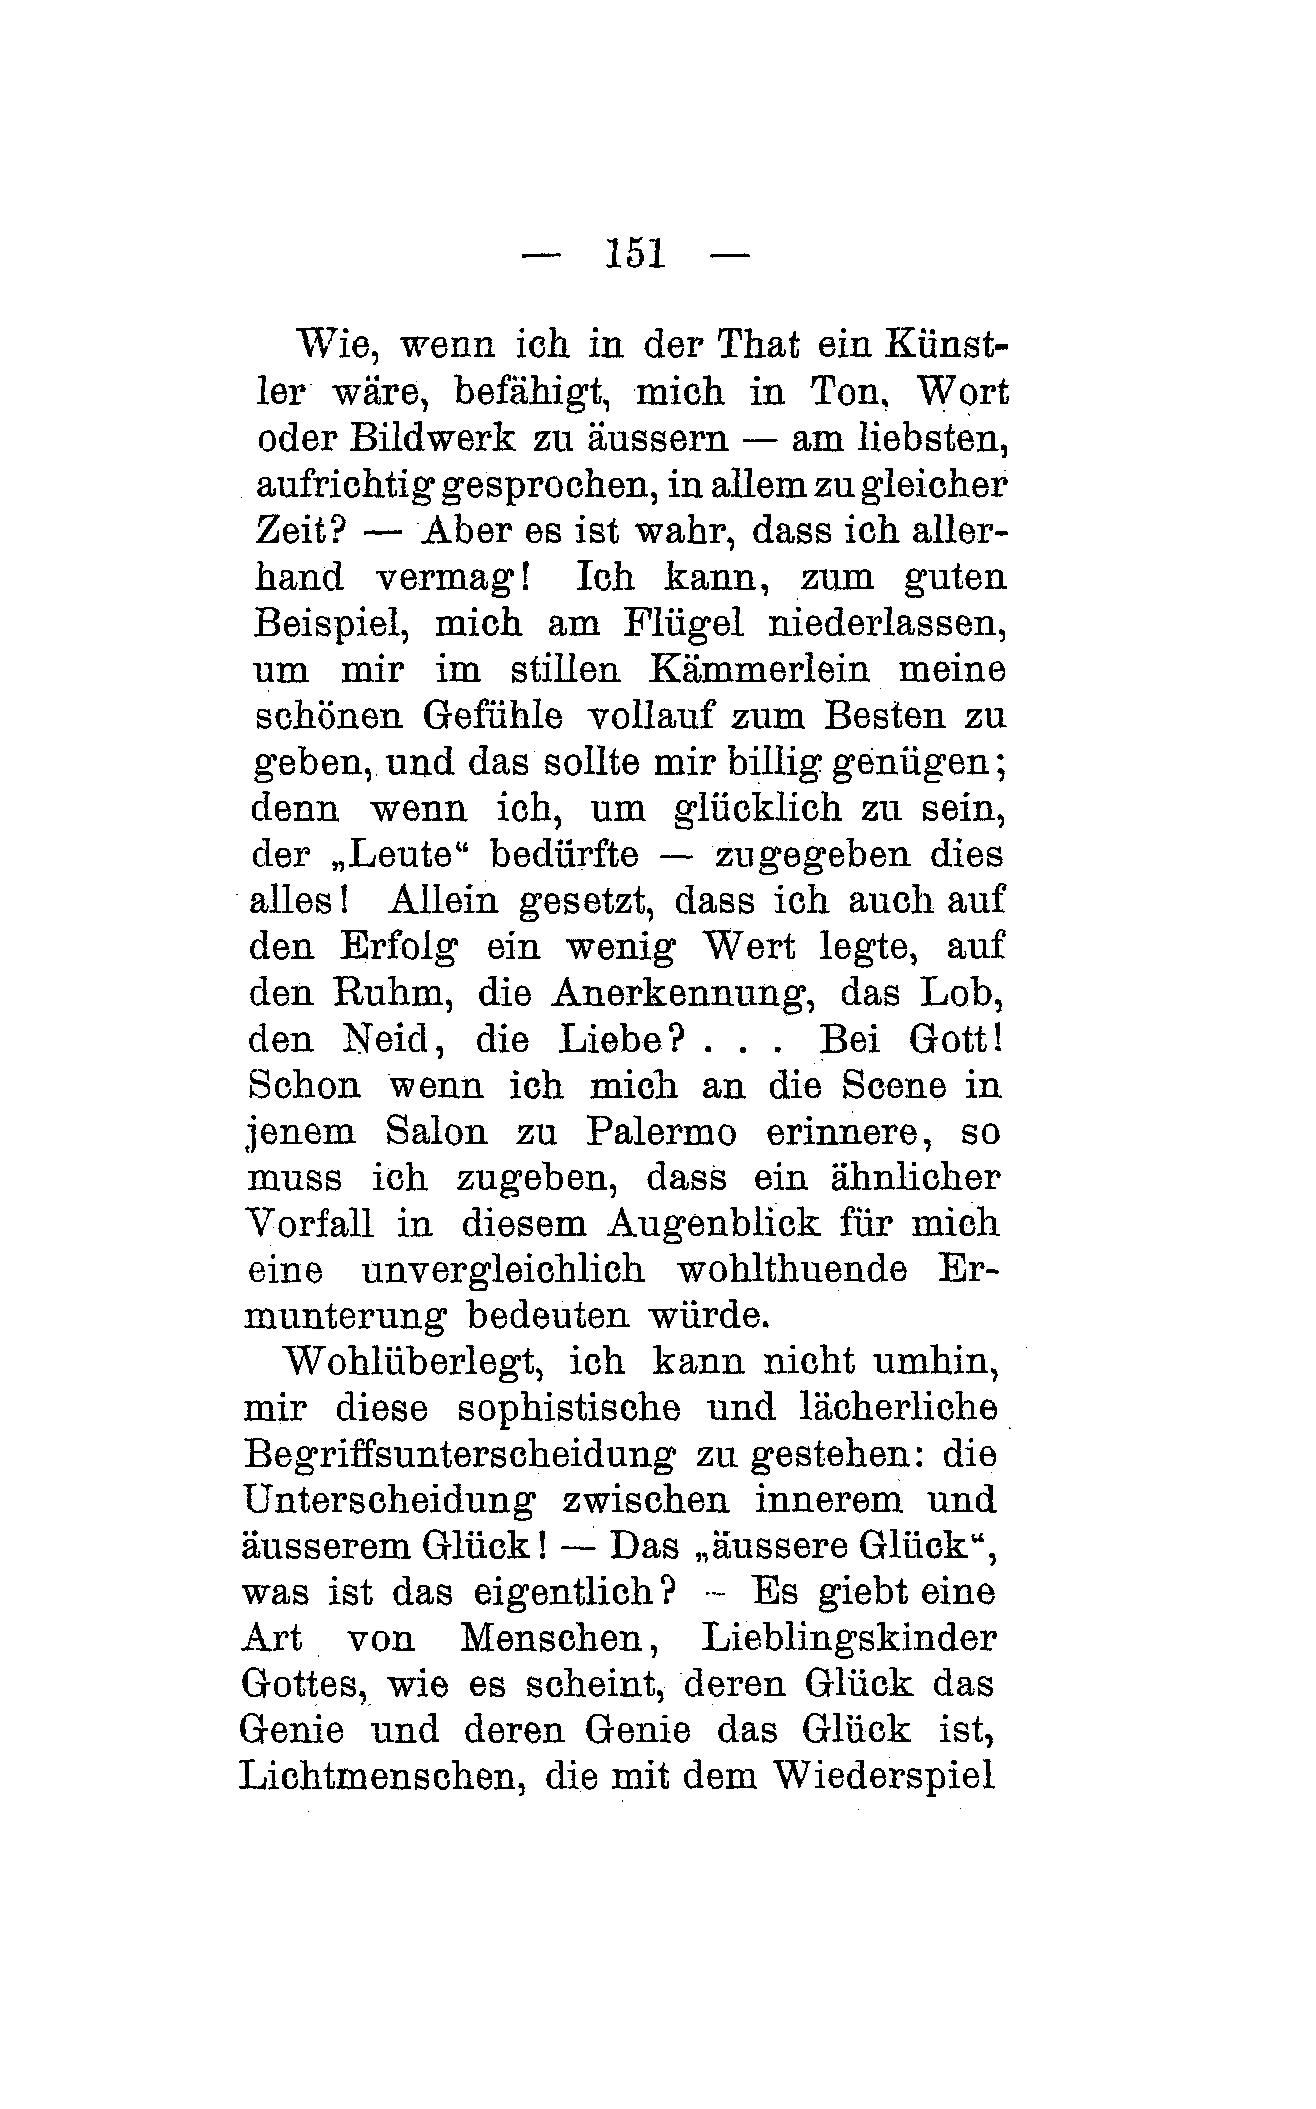 — 151 —
Wie, wenn ich in der That ein Künst-
ler wäre, befähigt, mich in Ton, Wort
oder Bildwerk zu äussern — am liebsten,
aufrichtig gesprochen, in allem zu gleicher
Zeit? — Aber es ist wahr, dass ich aller-
hand vermag! Ich kann, zum guten
Beispiel, mich am Flügel niederlassen,
um mir im stillen Kämmerlein meine
schönen Gefühle vollauf zum Besten zu
geben, und das sollte mir billig genügen;
denn wenn ich, um glücklich zu sein,
der „Leute“ bedürfte — zugegeben dies
alles! Allein gesetzt, dass ich auch auf
den Erfolg ein wenig Wert legte, auf
den Ruhm, die Anerkennung, das Lob,
den Neid, die Liebe? . . . Bei Gott!
Schon wenn ich mich an die Scene in
jenem Salon zu Palermo erinnere, so
muss ich zugeben, dass ein ähnlicher
Vorfall in diesem Augenblick für mich
eine unvergleichlich wohlthuende Er-
munterung bedeuten würde.
Wohlüberlegt, ich kann nicht umhin,
mir diese sophistische und lächerliche
Begriffsunterscheidung zu gestehen: die
Unterscheidung zwischen innerem und
äusserem Glück! — Das „äussere Glück“,
was ist das eigentlich? — Es giebt eine
Art von Menschen, Lieblingskinder
Gottes, wie es scheint, deren Glück das
Genie und deren Genie das Glück ist,
Lichtmenschen, die mit dem Wiederspiel